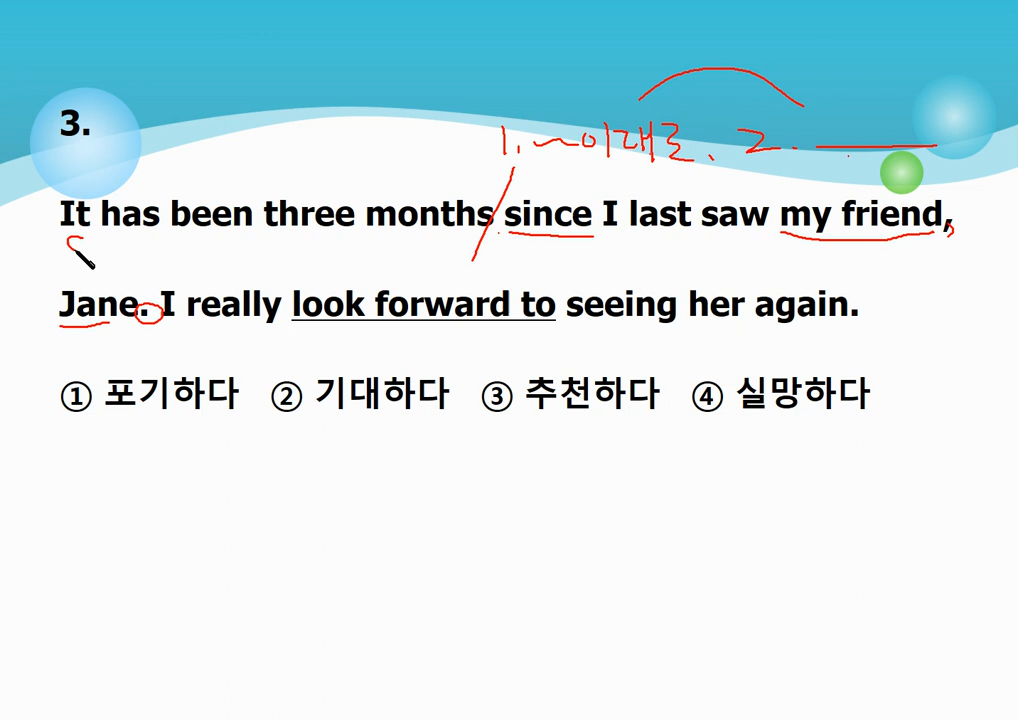 3.
1. ~이래로、 2.
It has been three months since I last saw my friend,
Jane. I really look forward to seeing her again.
① 포기하다 ② 기대하다 ③ 추천하다 ④ 실망하다